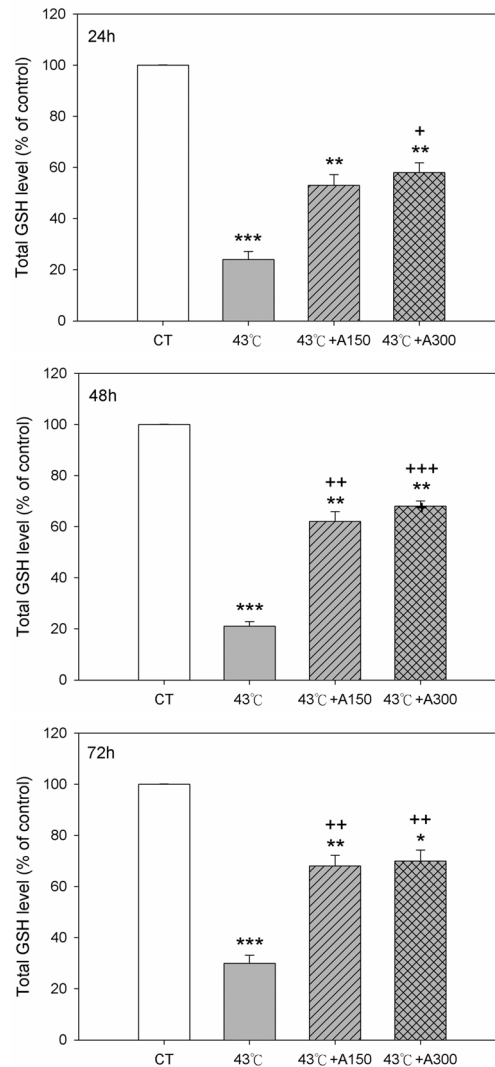 24h
Total GSH level (% of control)
120
100
80
60
40
20
0
***
**
+
**
CT
43℃
43℃+A150
43℃+A300
48h
Total GSH level (% of control)
120
100
80
60
40
20
0
***
++
**
+++
**
+
CT
43℃
43℃+A150
43℃+A300
72h
Total GSH level (% of control)
120
100
80
60
40
20
0
***
++
**
++
*
CT
43℃
43℃+A150
43℃+A300